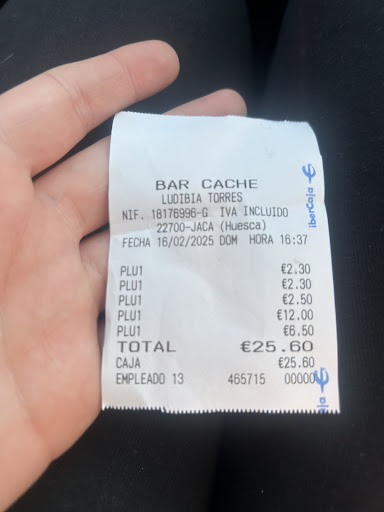 BAR CACHE
LUDIBIA TORRES
NIF. 18176996-G IVA INCLUIDO
22700-JACA (Huesca)
FECHA 16/02/2025 DOM HORA 16:37
PLU1 €2.30
PLU1 €2.30
PLU1 €2.50
PLU1 €12.00
PLU1 €6.50
TOTAL €25.60
CAJA €25.60
EMPLEADO 13 465715 00000
iberCaja